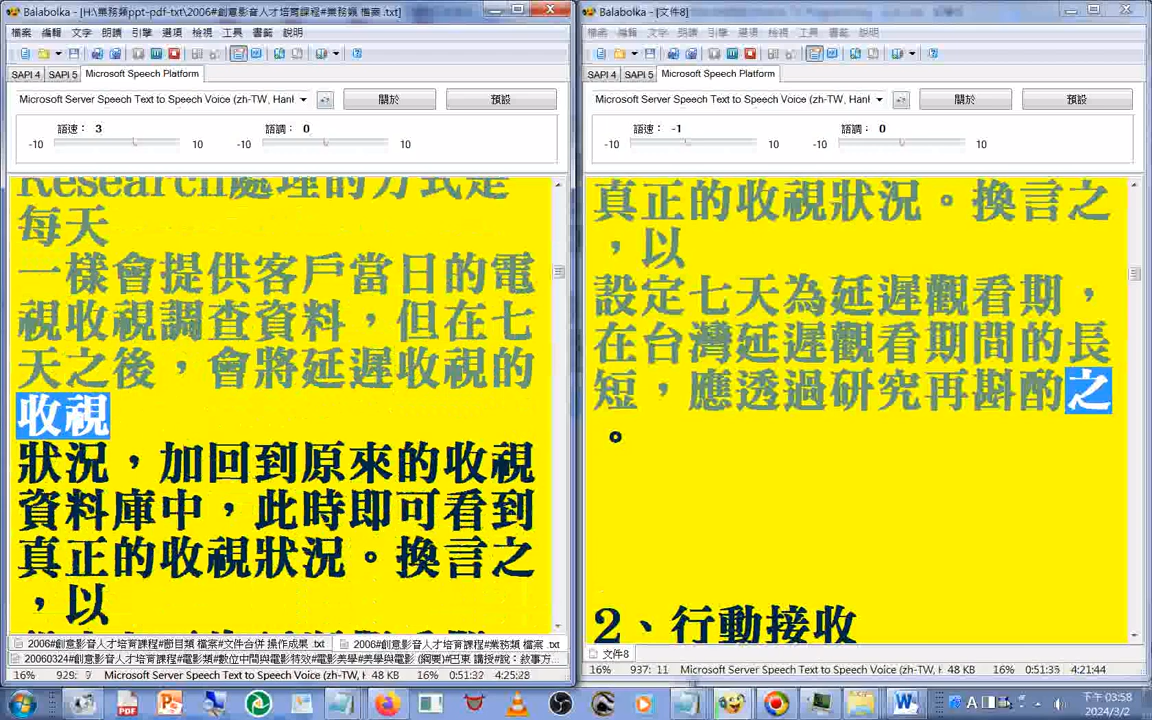 Balabolka - [H:\業務類ppt-pdf-txt\2006#創意影音人才培育課程#業務類 檔案 .txt]
檔案 編輯 文字 朗讀 引擎 選項 檢視 工具 書籤 說明
SAPI 4 SAPI 5 Microsoft Speech Platform
Microsoft Server Speech Text to Speech Voice (zh-TW, Hanl
關於 預設
語速： 3 語調： 0
-10 10 -10 10
Research處理的方式是
每天
一樣會提供客戶當日的電
視收視調查資料，但在七
天之後，會將延遲收視的
收視
狀況，加回到原來的收視
資料庫中，此時即可看到
真正的收視狀況。換言之
，以
2006#創意影音人才培育課程#節目類 檔案#文件合併 操作成果 .txt 2006#創意影音人才培育課程#業務類 檔案 .txt
20060324#創意影音人才培育課程#電影類#數位中間與電影特效#電影美學#美學與電影 (綱要)#巴東 講授#說：敘事方...
16% 929: 9 Microsoft Server Speech Text to Speech Voice (zh-TW, H 48 KB 16% 0:51:32 4:25:28
Balabolka - [文件8]
檔案 編輯 文字 朗讀 引擎 選項 檢視 工具 書籤 說明
SAPI 4 SAPI 5 Microsoft Speech Platform
Microsoft Server Speech Text to Speech Voice (zh-TW, Hanl
關於 預設
語速： -1 語調： 0
-10 10 -10 10
真正的收視狀況。換言之
，以
設定七天為延遲觀看期，
在台灣延遲觀看期間的長
短，應透過研究再斟酌之
。
2、行動接收
文件8
16% 937: 11 Microsoft Server Speech Text to Speech Voice (zh-TW, Hanl 48 KB 16% 0:51:35 4:21:44
下午 03:58
2024/3/2